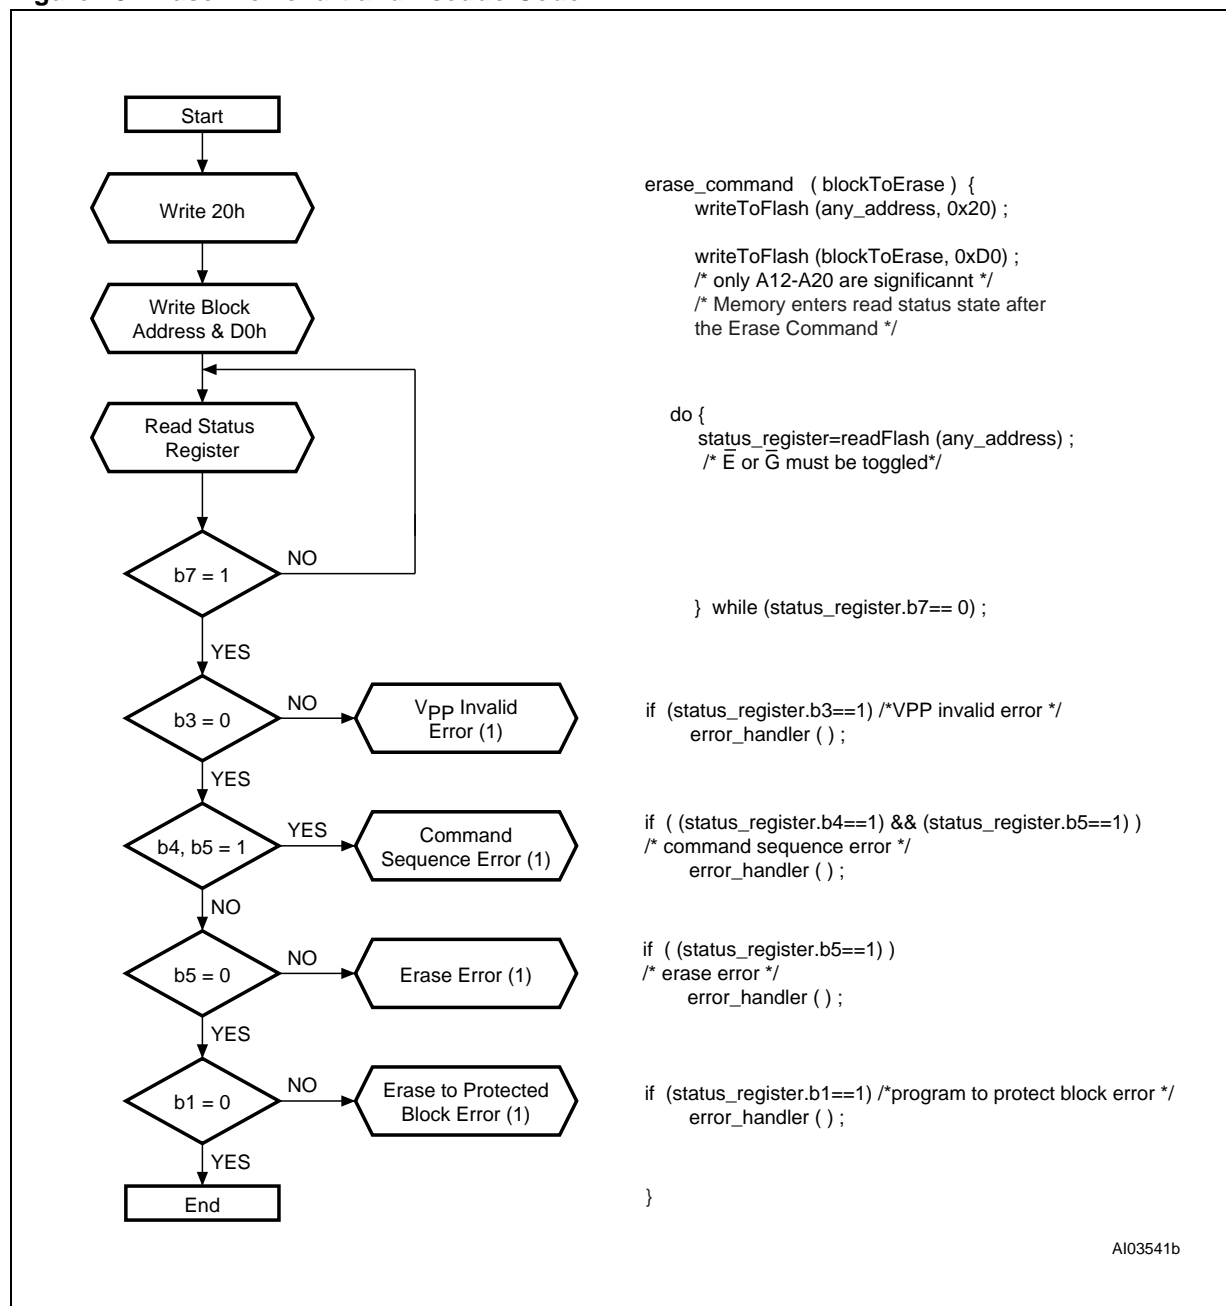 Start
Write 20h
Write Block
Address & D0h
Read Status
Register
b7 = 1
NO
YES
b3 = 0
NO
VPP Invalid
Error (1)
YES
b4, b5 = 1
YES
Command
Sequence Error (1)
NO
b5 = 0
NO
Erase Error (1)
YES
b1 = 0
NO
Erase to Protected
Block Error (1)
YES
End
erase_command ( blockToErase ) {
writeToFlash (any_address, 0x20) ;
writeToFlash (blockToErase, 0xD0) ;
/* only A12-A20 are significannt */
/* Memory enters read status state after
the Erase Command */
do {
status_register=readFlash (any_address) ;
/* E̅ or G̅ must be toggled*/
} while (status_register.b7== 0) ;
if (status_register.b3==1) /*VPP invalid error */
error_handler ( ) ;
if ( (status_register.b4==1) && (status_register.b5==1) )
/* command sequence error */
error_handler ( ) ;
if ( (status_register.b5==1) )
/* erase error */
error_handler ( ) ;
if (status_register.b1==1) /*program to protect block error */
error_handler ( ) ;
}
AI03541b